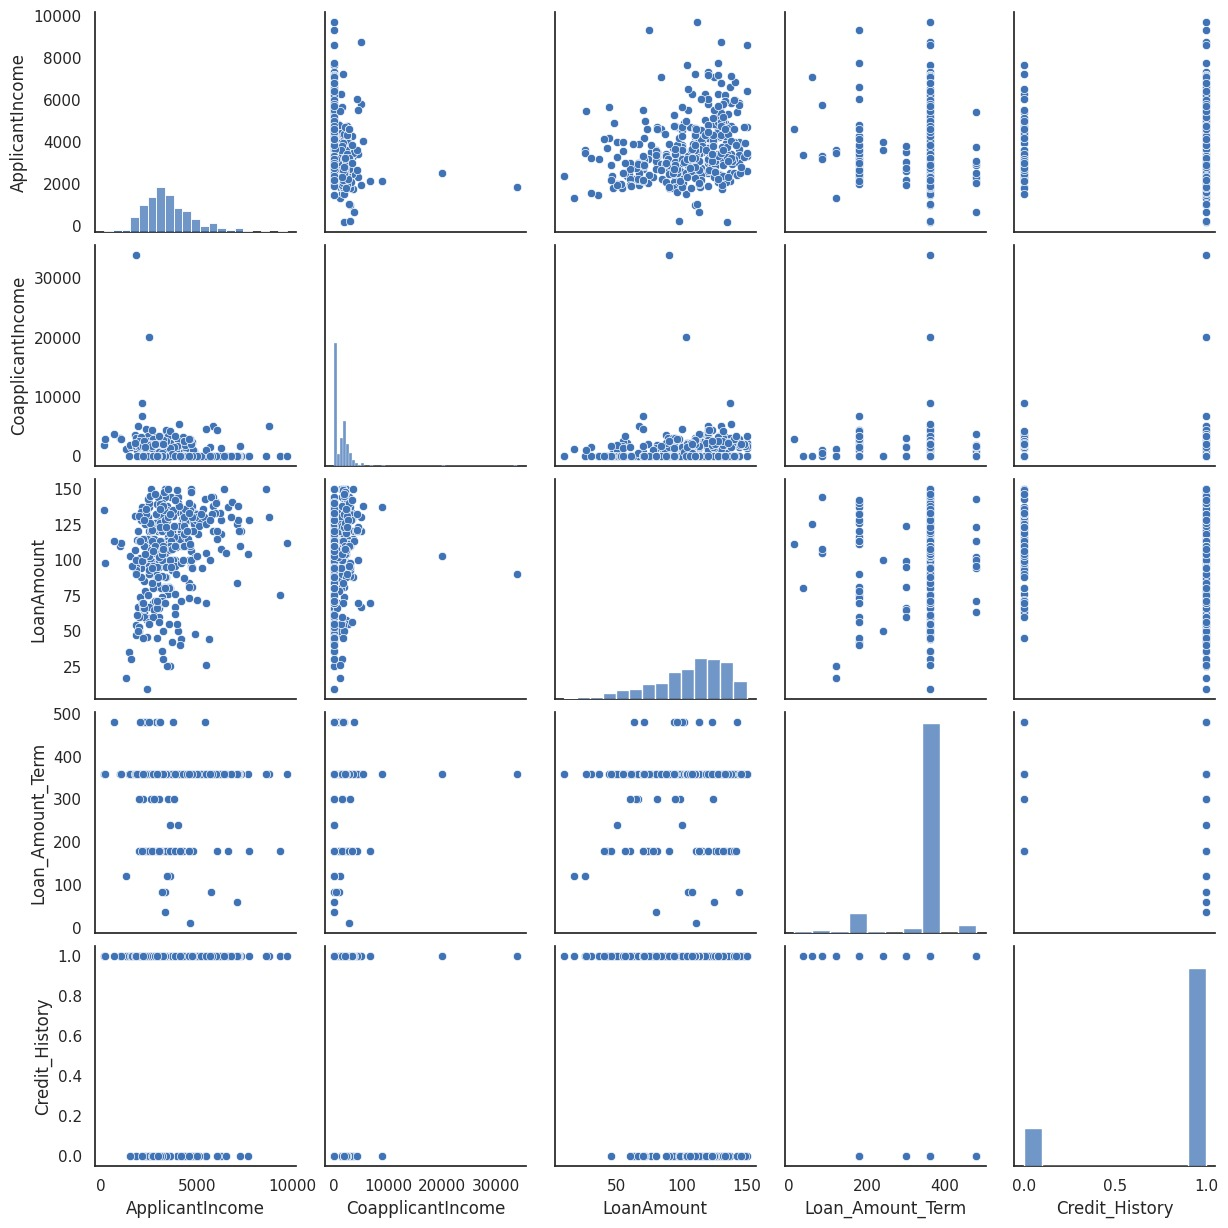 10000
8000
6000
4000
2000
0
ApplicantIncome
30000
20000
10000
0
CoapplicantIncome
150
125
100
75
50
25
LoanAmount
500
400
300
200
100
0
Loan_Amount_Term
1.0
0.8
0.6
0.4
0.2
0.0
Credit_History
0 5000 10000
0 10000 20000 30000
50 100 150
0 200 400
0.0 0.5 1.0
ApplicantIncome
CoapplicantIncome
LoanAmount
Loan_Amount_Term
Credit_History